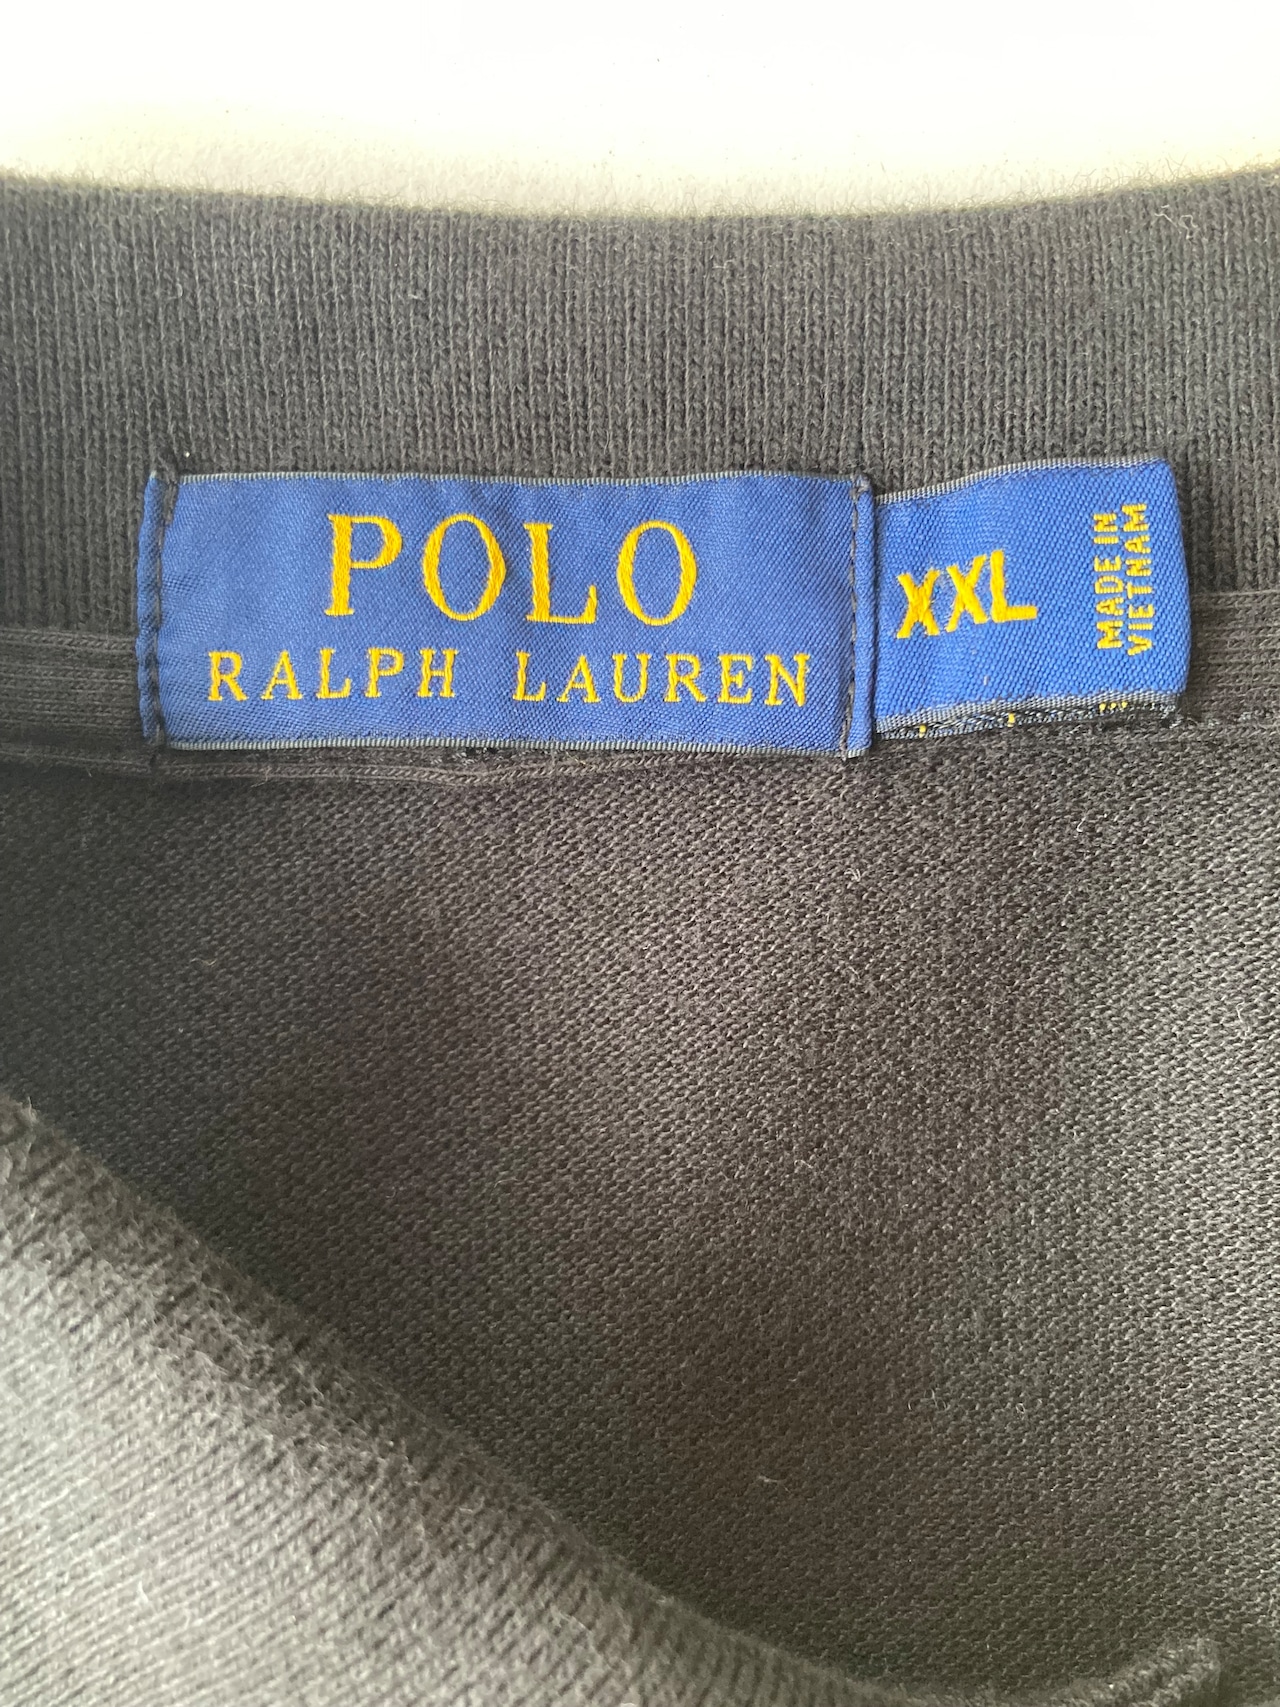 POLO
RALPH LAUREN
XXL
MADE IN
VIETNAM